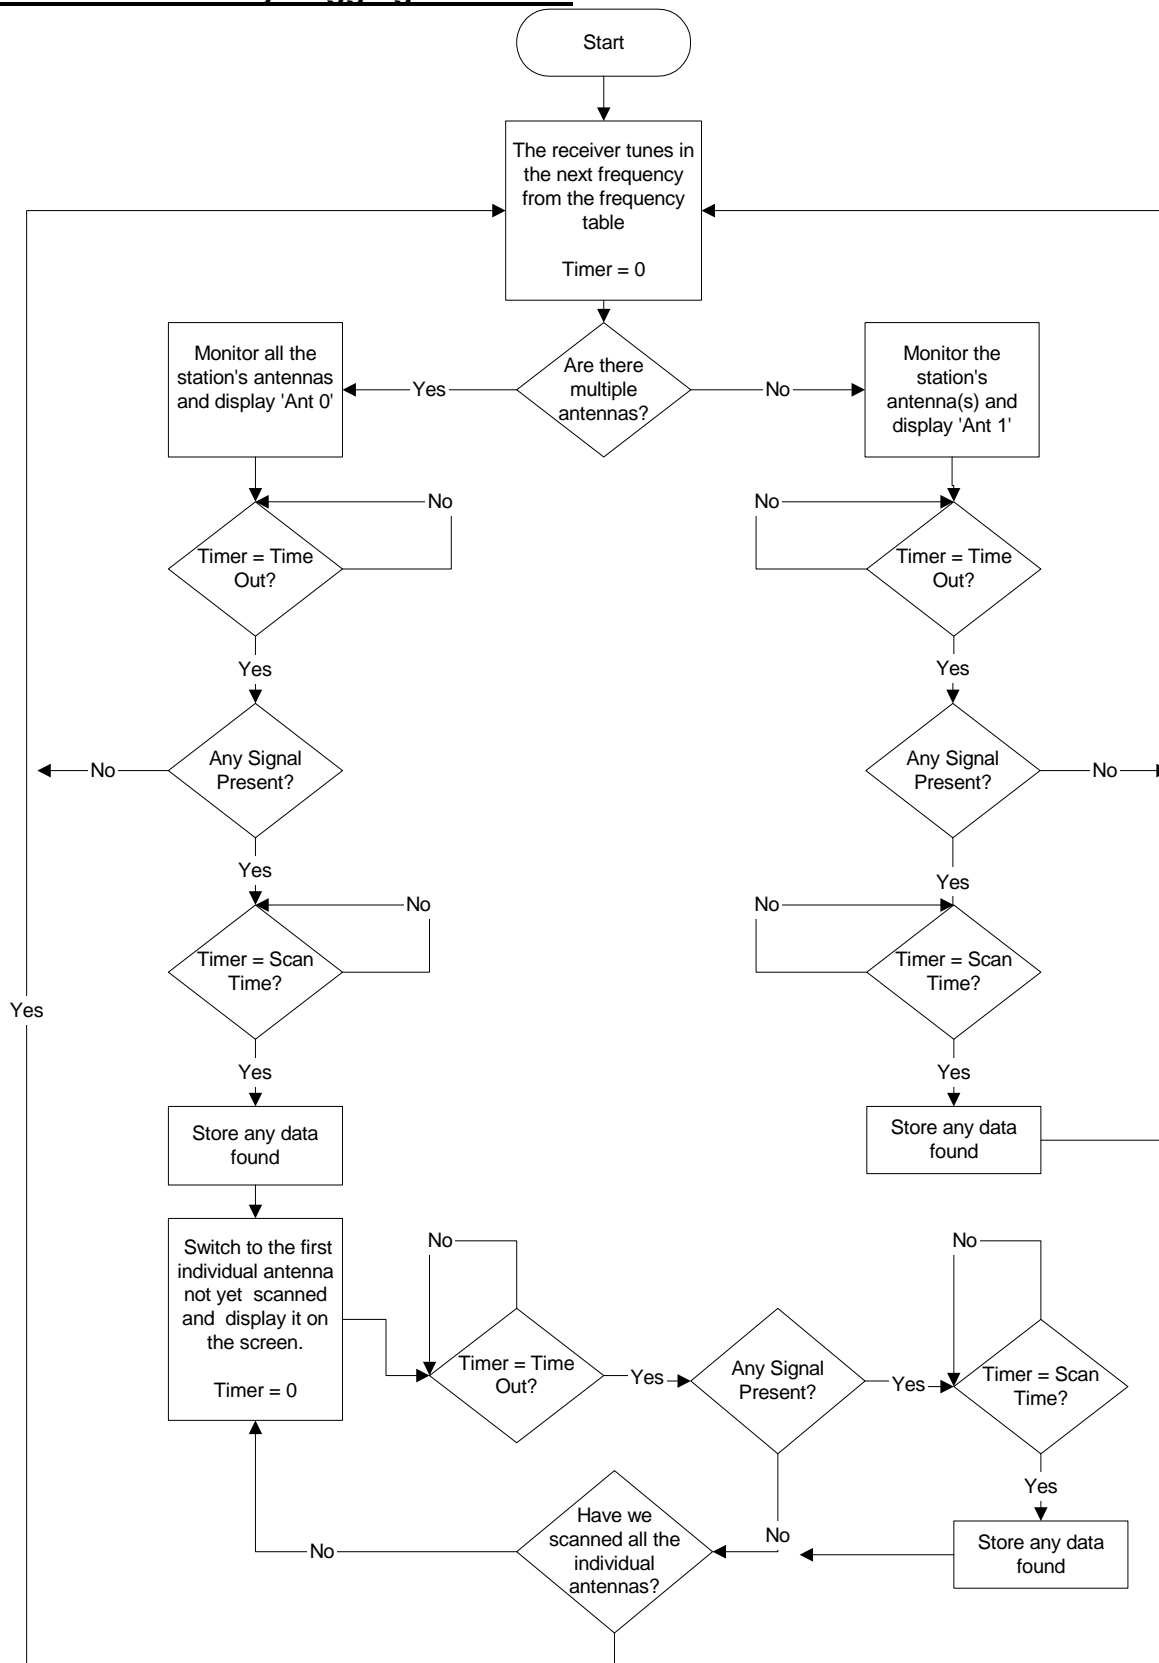 Start
The receiver tunes in
the next frequency
from the frequency
table
Timer = 0
Monitor all the
station's antennas
and display 'Ant 0'
Yes
Are there
multiple
antennas?
No
Monitor the
station's
antenna(s) and
display 'Ant 1'
No
Timer = Time
Out?
No
Timer = Time
Out?
Yes
Yes
No
Any Signal
Present?
Any Signal
Present?
No
Yes
Yes
No
Timer = Scan
Time?
No
Timer = Scan
Time?
Yes
Yes
Yes
Store any data
found
Store any data
found
Switch to the first
individual antenna
not yet scanned
and display it on
the screen.
Timer = 0
No
Timer = Time
Out?
Yes
Any Signal
Present?
Yes
No
Timer = Scan
Time?
Yes
No
Have we
scanned all the
individual
antennas?
No
Store any data
found